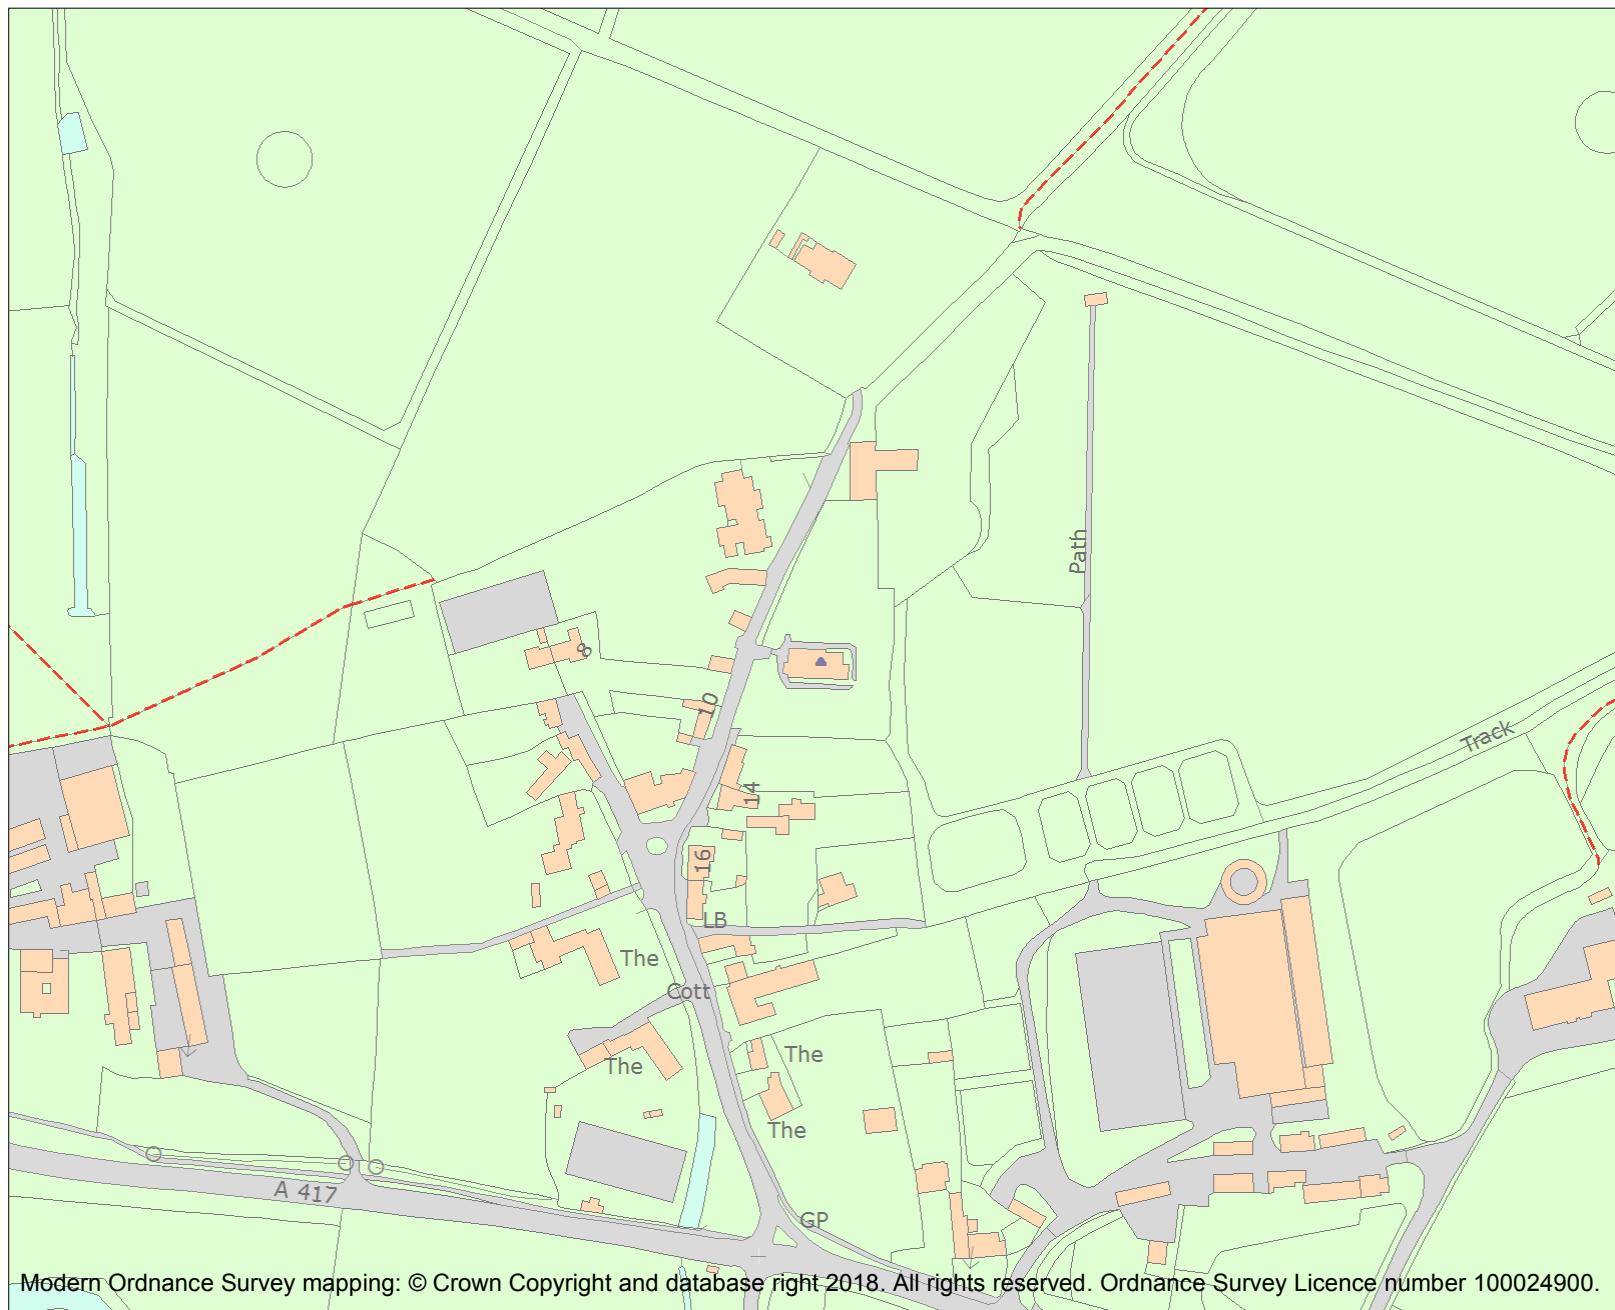 Path
8
10
Track
14
16
LB
The
Cott
The
The
The
A 417
GP
Modern Ordnance Survey mapping: © Crown Copyright and database right 2018. All rights reserved. Ordnance Survey Licence number 100024900.